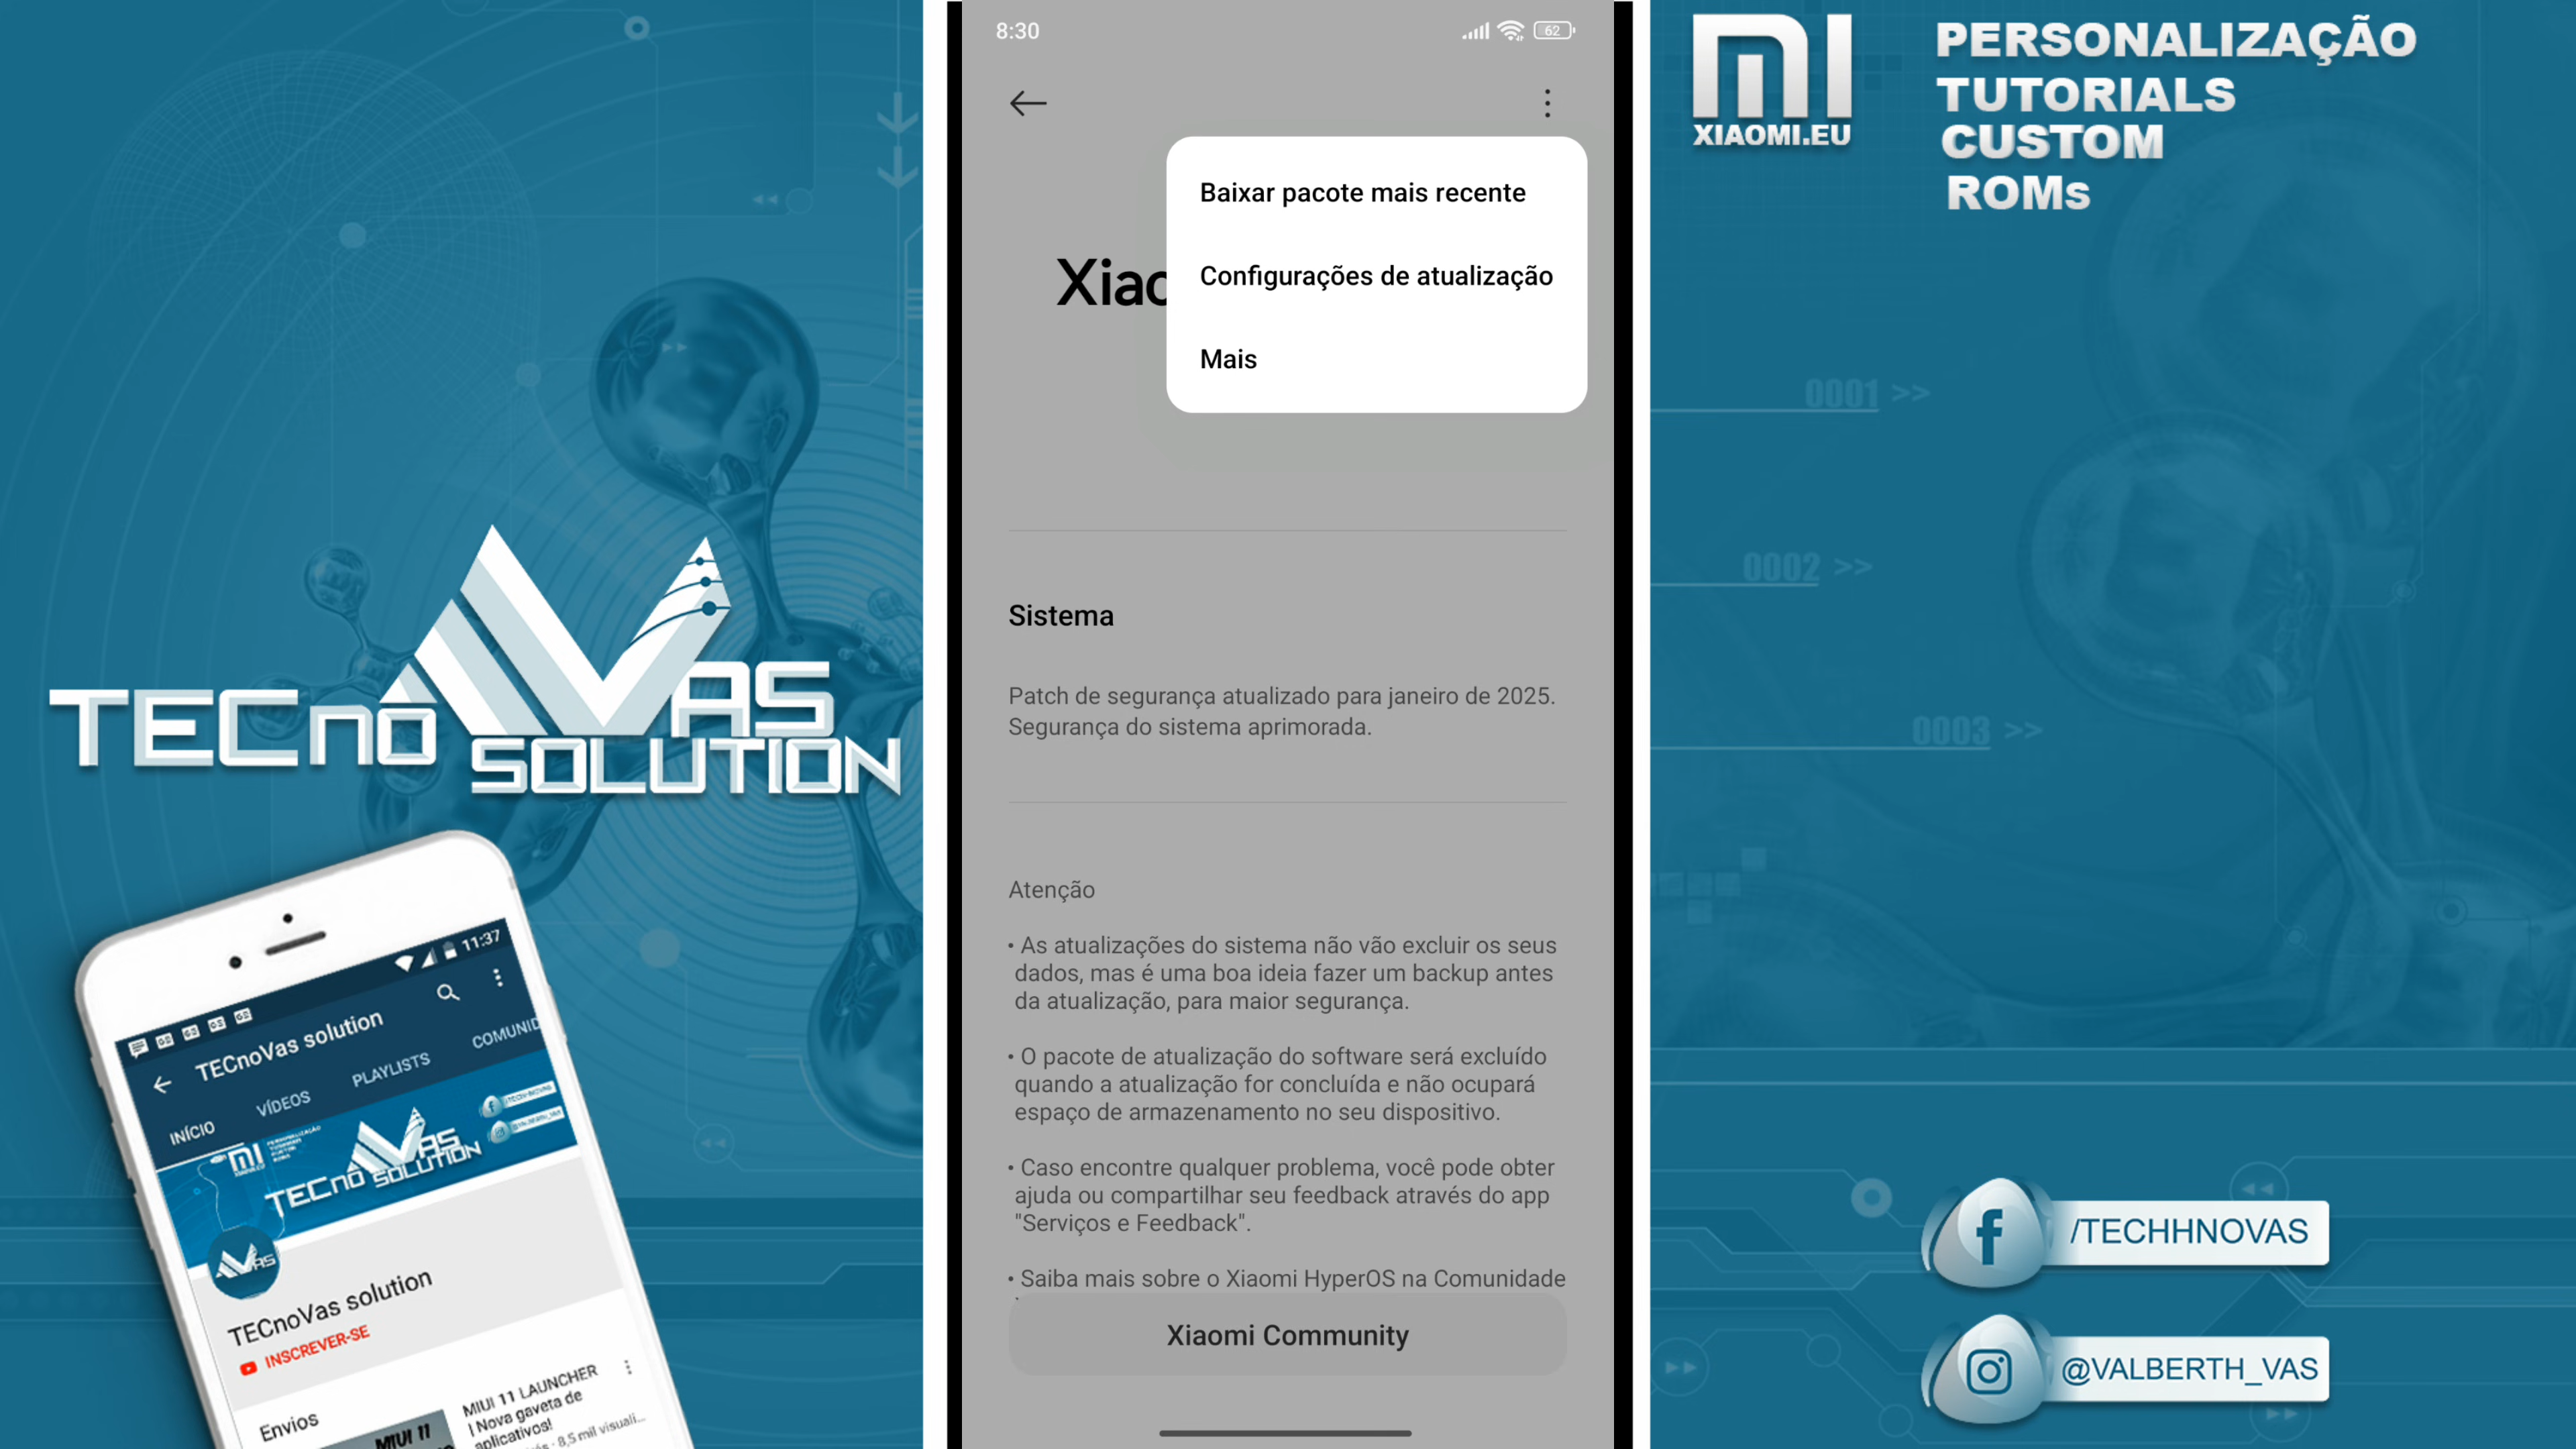 TECnoVAS
SOLUTION
11:37
TECnoVas solution
INÍCIO
VÍDEOS
PLAYLISTS
COMUNID
TECnoVAS
SOLUTION
TECnoVas solution
INSCREVER-SE
Envios
MIUI 11
MIUI 11 LAUNCHER
| Nova gaveta de
aplicativos!
8,5 mil visuali...
8:30
62
Baixar pacote mais recente
Configurações de atualização
Mais
Xiao
Sistema
Patch de segurança atualizado para janeiro de 2025.
Segurança do sistema aprimorada.
Atenção
• As atualizações do sistema não vão excluir os seus
dados, mas é uma boa ideia fazer um backup antes
da atualização, para maior segurança.
• O pacote de atualização do software será excluído
quando a atualização for concluída e não ocupará
espaço de armazenamento no seu dispositivo.
• Caso encontre qualquer problema, você pode obter
ajuda ou compartilhar seu feedback através do app
"Serviços e Feedback".
• Saiba mais sobre o Xiaomi HyperOS na Comunidade
Xiaomi Community
MI
XIAOMI.EU
PERSONALIZAÇÃO
TUTORIALS
CUSTOM
ROMs
0001 >>
0002 >>
0003 >>
/TECHHNOVAS
@VALBERTH_VAS